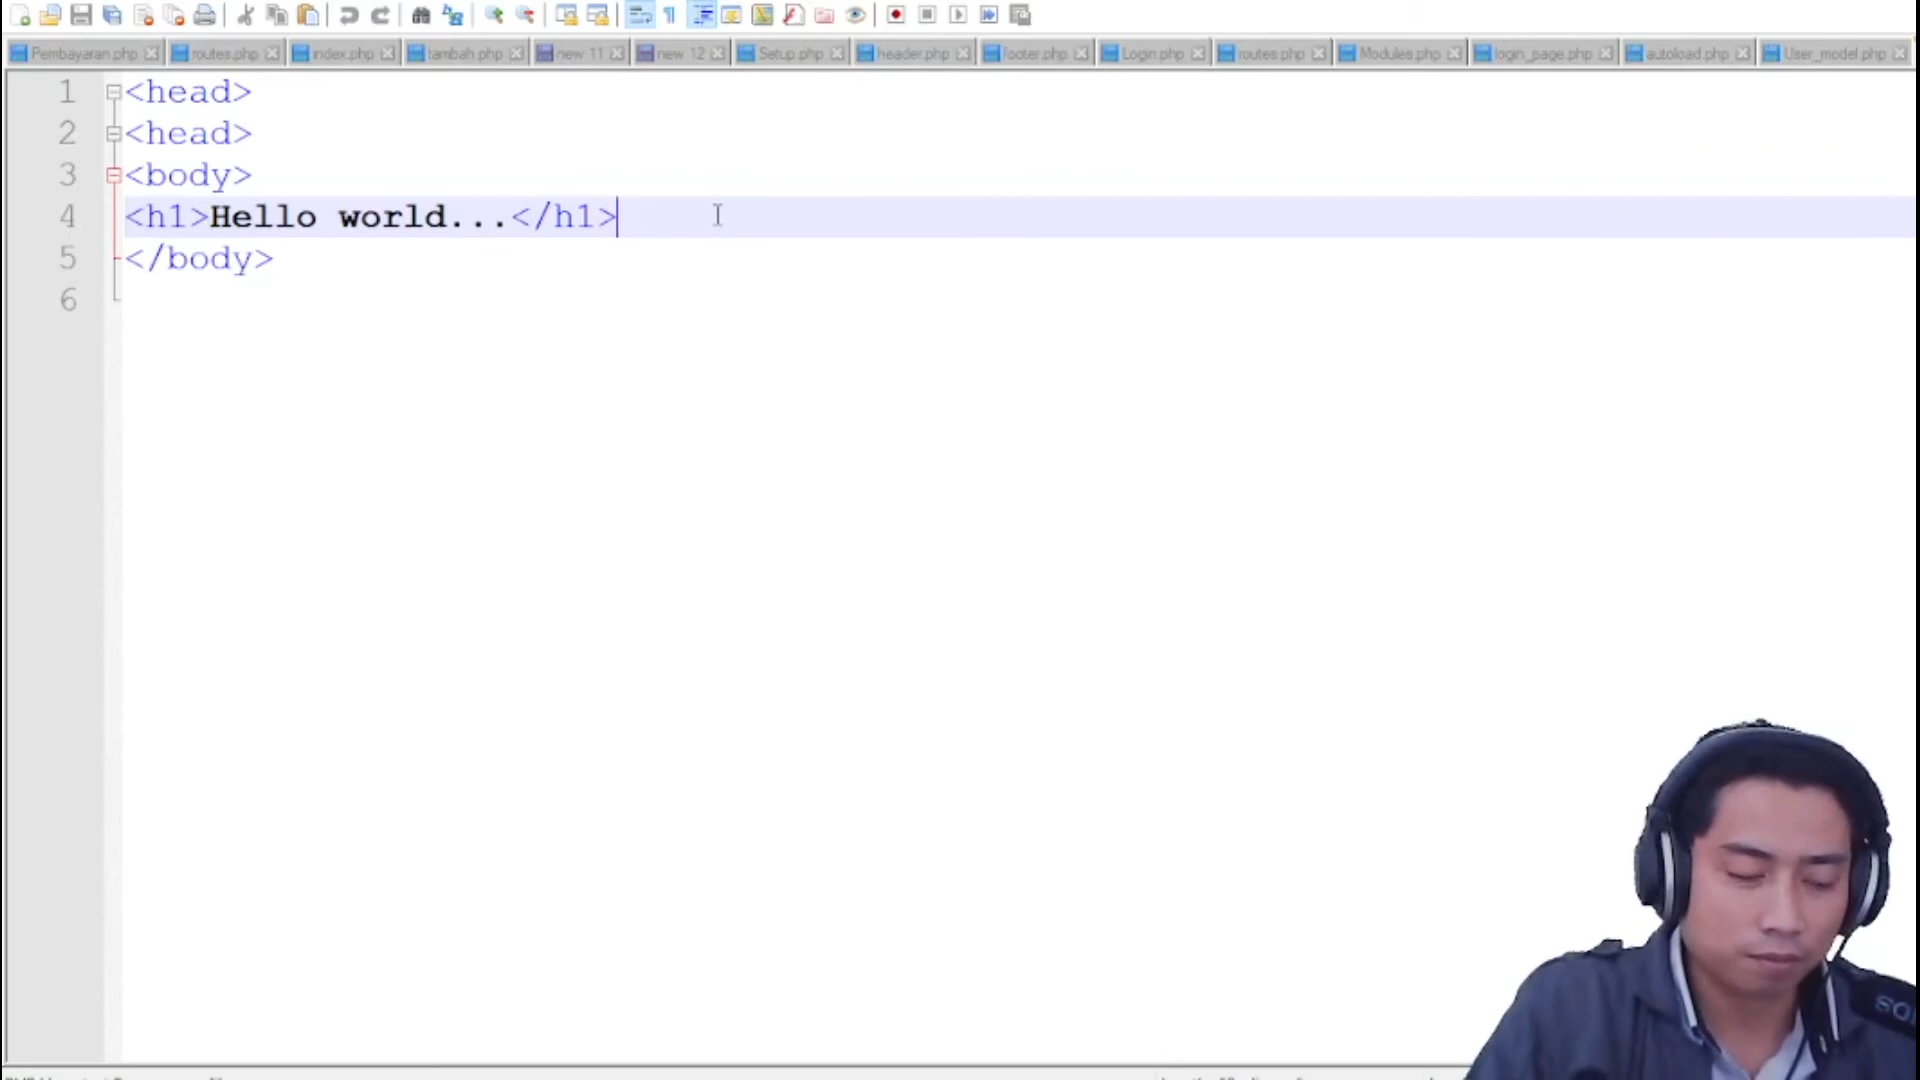 Pembayaran.php routes.php index.php tambah.php new 11 new 12 Setup.php header.php footer.php Login.php routes.php Modules.php login_page.php autoload.php User_model.php
1 <head>
2 <head>
3 <body>
4 <h1>Hello world...</h1>
5 </body>
6